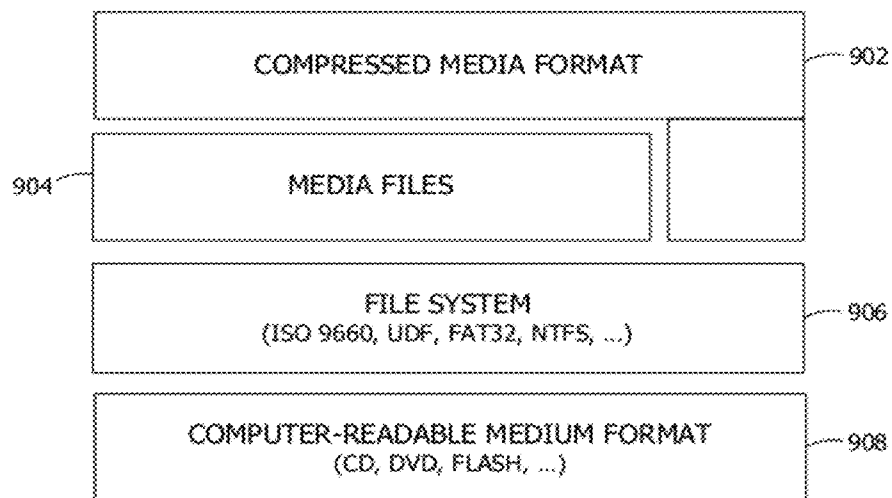 COMPRESSED MEDIA FORMAT
902
904
MEDIA FILES
FILE SYSTEM
(ISO 9660, UDF, FAT32, NTFS, ...)
906
COMPUTER-READABLE MEDIUM FORMAT
(CD, DVD, FLASH, ...)
908